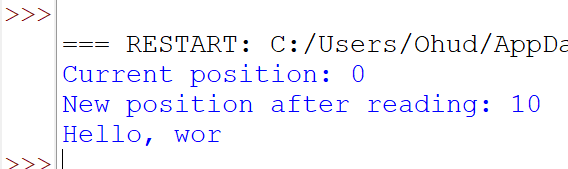 >>>
=== RESTART: C:/Users/Ohud/AppDa
Current position: 0
New position after reading: 10
Hello, wor
>>>